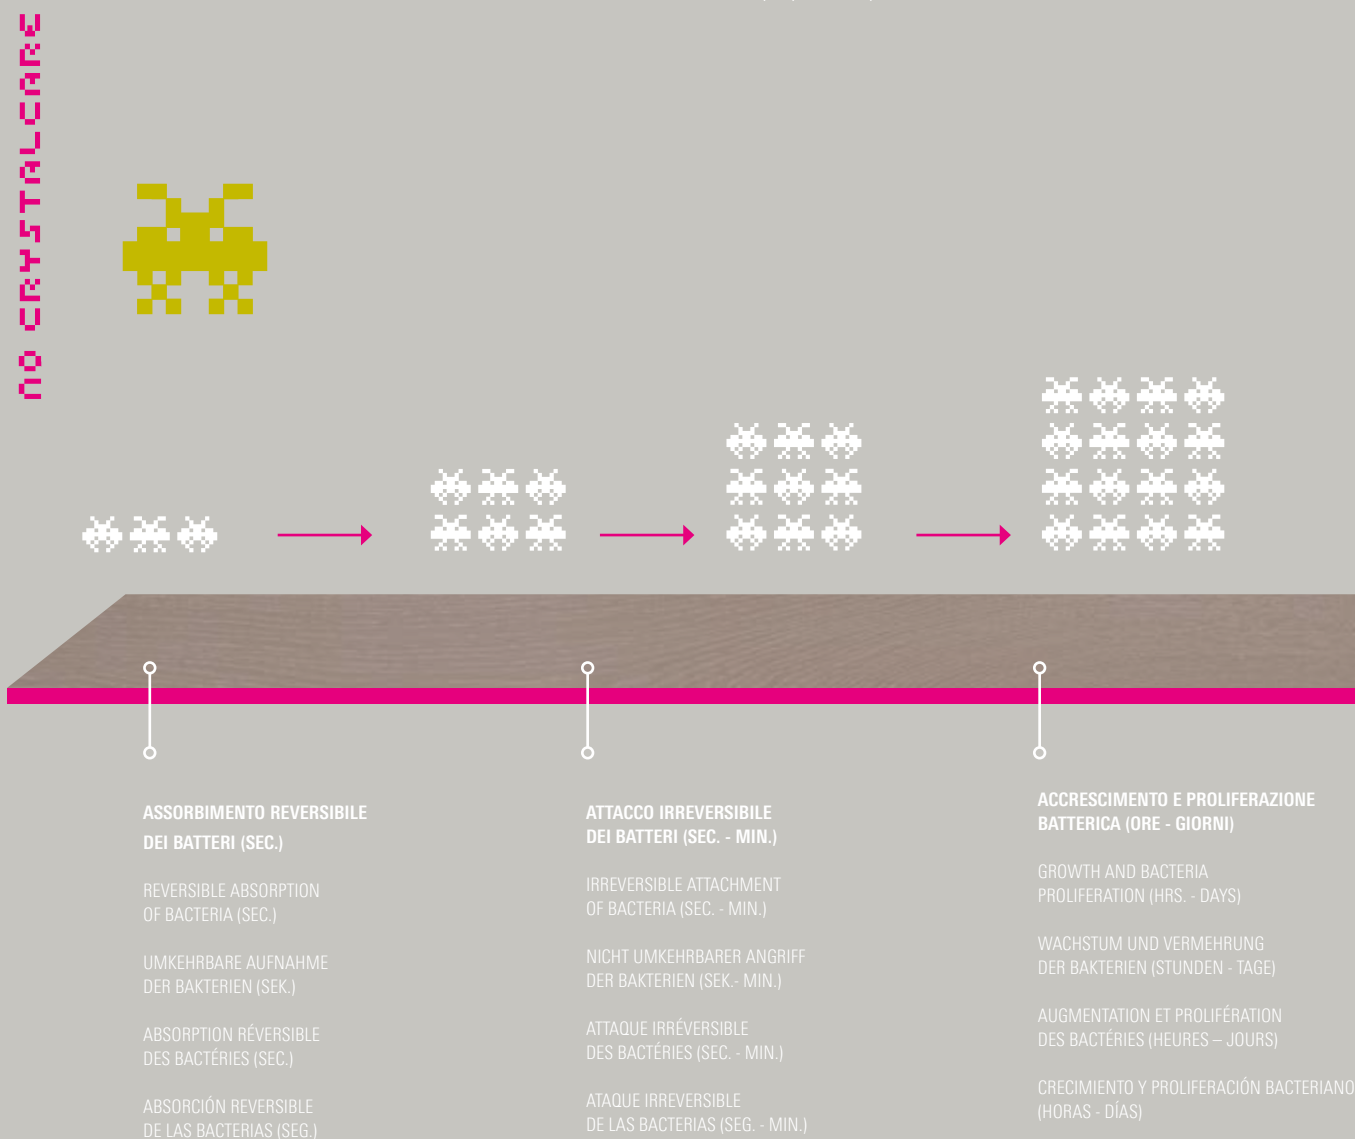 NO CRYSTALCARE
ASSORBIMENTO REVERSIBILE
DEI BATTERI (SEC.)
REVERSIBLE ABSORPTION
OF BACTERIA (SEC.)
UMKEHRBARE AUFNAHME
DER BAKTERIEN (SEK.)
ABSORPTION RÉVERSIBLE
DES BACTÉRIES (SEC.)
ABSORCIÓN REVERSIBLE
DE LAS BACTERIAS (SEG.)
ATTACCO IRREVERSIBILE
DEI BATTERI (SEC. - MIN.)
IRREVERSIBLE ATTACHMENT
OF BACTERIA (SEC. - MIN.)
NICHT UMKEHRBARER ANGRIFF
DER BAKTERIEN (SEK.- MIN.)
ATTAQUE IRRÉVERSIBLE
DES BACTÉRIES (SEC. - MIN.)
ATAQUE IRREVERSIBLE
DE LAS BACTERIAS (SEG. - MIN.)
ACCRESCIMENTO E PROLIFERAZIONE
BATTERICA (ORE - GIORNI)
GROWTH AND BACTERIA
PROLIFERATION (HRS. - DAYS)
WACHSTUM UND VERMEHRUNG
DER BAKTERIEN (STUNDEN - TAGE)
AUGMENTATION ET PROLIFÉRATION
DES BACTÉRIES (HEURES – JOURS)
CRECIMIENTO Y PROLIFERACIÓN BACTERIANO
(HORAS - DÍAS)